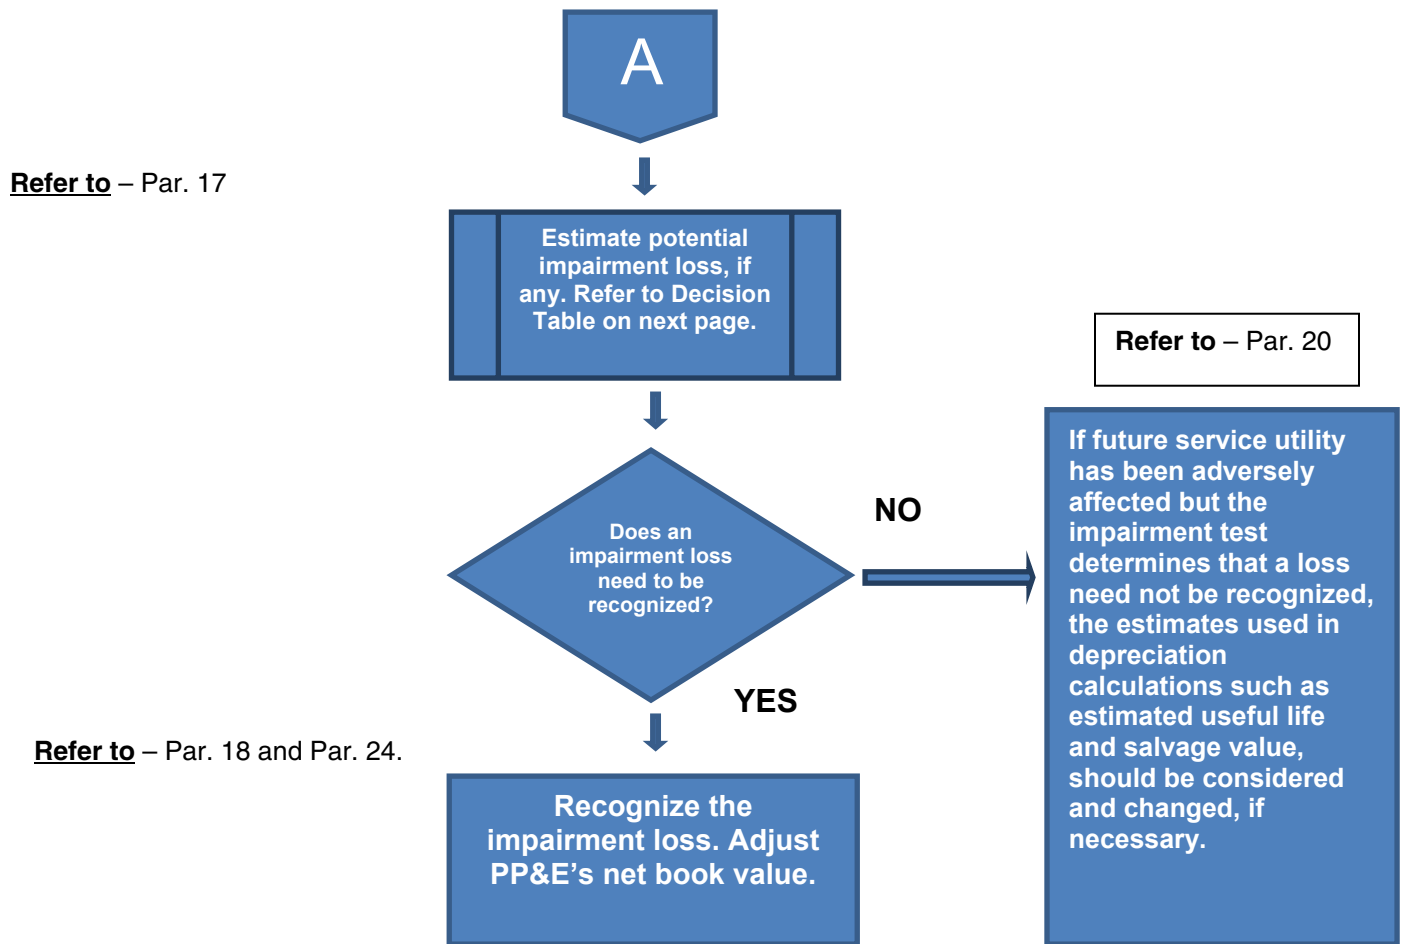 A
Refer to – Par. 17
Estimate potential
impairment loss, if
any. Refer to Decision
Table on next page.
Refer to – Par. 20
Does an
impairment loss
need to be
recognized?
NO
If future service utility
has been adversely
affected but the
impairment test
determines that a loss
need not be recognized,
the estimates used in
depreciation
calculations such as
estimated useful life
and salvage value,
should be considered
and changed, if
necessary.
YES
Refer to – Par. 18 and Par. 24.
Recognize the
impairment loss. Adjust
PP&E’s net book value.